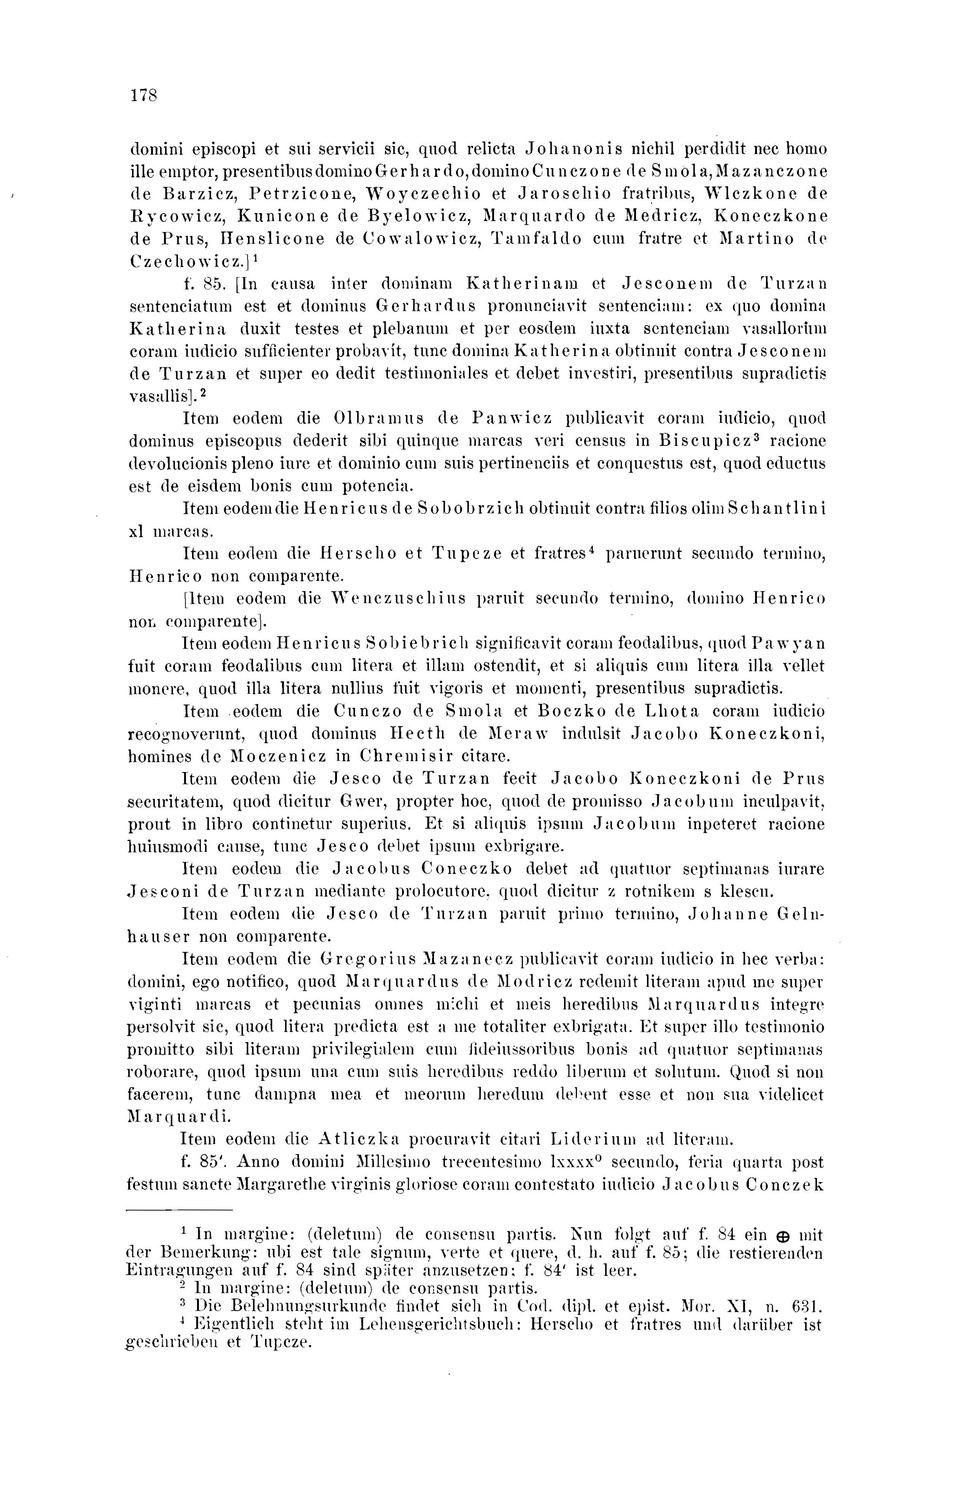 178
domini episcopi et sui servicii sic, quod relicta Johanonis nichil perdidit nec homo
ille emptor, presentibus domino Gerhardo, domino Cunczone de Smola, Mazanczone
de Barzicz, Petrzicone, Woyczechio et Jaroschio fratribus, Wlczkone de
Rycowicz, Kunicone de Byelowicz, Marquardo de Medricz, Koneczkone
de Prus, Henslicone de Cowalowicz, Tamfaldo cum fratre et Martino de
Czechowicz.]¹
f. 85. [In causa inter dominam Katherinam et Jesconem de Turzan
sentenciatum est et dominus Gerhardus pronunciavit sentenciam: ex quo domina
Katherina duxit testes et plebanum et per eosdem iuxta sentenciam vasallorum
coram iudicio sufficienter probavit, tunc domina Katherina obtinuit contra Jesconem
de Turzan et super eo dedit testimoniales et debet investiri, presentibus supradictis
vasallis].²
Item eodem die Olbramus de Panwicz publicavit coram iudicio, quod
dominus episcopus dederit sibi quinque marcas veri census in Biscupicz³ racione
devolucionis pleno iure et dominio cum suis pertinenciis et conquestus est, quod eductus
est de eisdem bonis cum potencia.
Item eodem die Henricus de Sobobrzich obtinuit contra filios olim Schantlini
xl marcas.
Item eodem die Herscho et Tupcze et fratres⁴ paruerunt secundo termino,
Henrico non comparente.
[Item eodem die Wenczuschius paruit secundo termino, domino Henrico
non comparente].
Item eodem Henricus Sobiebrich significavit coram feodalibus, quod Pawyan
fuit coram feodalibus cum litera et illam ostendit, et si aliquis cum litera illa vellet
monere, quod illa litera nullius fuit vigoris et momenti, presentibus supradictis.
Item eodem die Cunczo de Smola et Boczko de Lhota coram iudicio
recognoverunt, quod dominus Hecth de Meraw indulsit Jacobo Koneczkoni,
homines de Moczenicz in Chremisir citare.
Item eodem die Jesco de Turzan fecit Jacobo Koneczkoni de Prus
securitatem, quod dicitur Gwer, propter hoc, quod de promisso Jacobum inculpavit,
prout in libro continetur superius. Et si aliquis ipsum Jacobum inpeteret racione
huiusmodi cause, tunc Jesco debet ipsum exbrigare.
Item eodem die Jacobus Coneczko debet ad quatuor septimanas iurare
Jesconi de Turzan mediante prolocutore, quod dicitur z rotnikem s klesen.
Item eodem die Jesco de Turzan paruit primo termino, Johanne Geln-
hauser non comparente.
Item eodem die Gregorius Mazanecz publicavit coram iudicio in hec verba:
domini, ego notifico, quod Marquardus de Modricz redemit literam apud me super
viginti marcas et pecunias omnes michi et meis heredibus Marquardus integre
persolvit sic, quod litera predicta est a me totaliter exbrigata. Et super illo testimonio
promitto sibi literam privilegialem cum fideiussoribus bonis ad quatuor septimanas
roborare, quod ipsum una cum suis heredibus reddo liberum et solutum. Quod si non
facerem, tunc dampna mea et meorum heredum debent esse et non sua videlicet
Marquardi.
Item eodem die Atliczka procuravit citari Liderium ad literam.
f. 85'. Anno domini Millesimo trecentesimo lxxxx⁰ secundo, feria quarta post
festum sancte Margarethe virginis gloriose coram contestato iudicio Jacobus Conczek
¹ In margine: (deletum) de consensu partis. Nun folgt auf f. 84 ein ⊕ mit
der Bemerkung: ubi est tale signum, verte et quere, d. h. auf f. 85; die restierenden
Eintragungen auf f. 84 sind später anzusetzen; f. 84' ist leer.
² In margine: (deletum) de consensu partis.
³ Die Belehnungsurkunde findet sich in Cod. dipl. et epist. Mor. XI, n. 631.
⁴ Eigentlich steht im Lehensgerichtsbuch: Herscho et fratres und darüber ist
geschrieben et Tupcze.